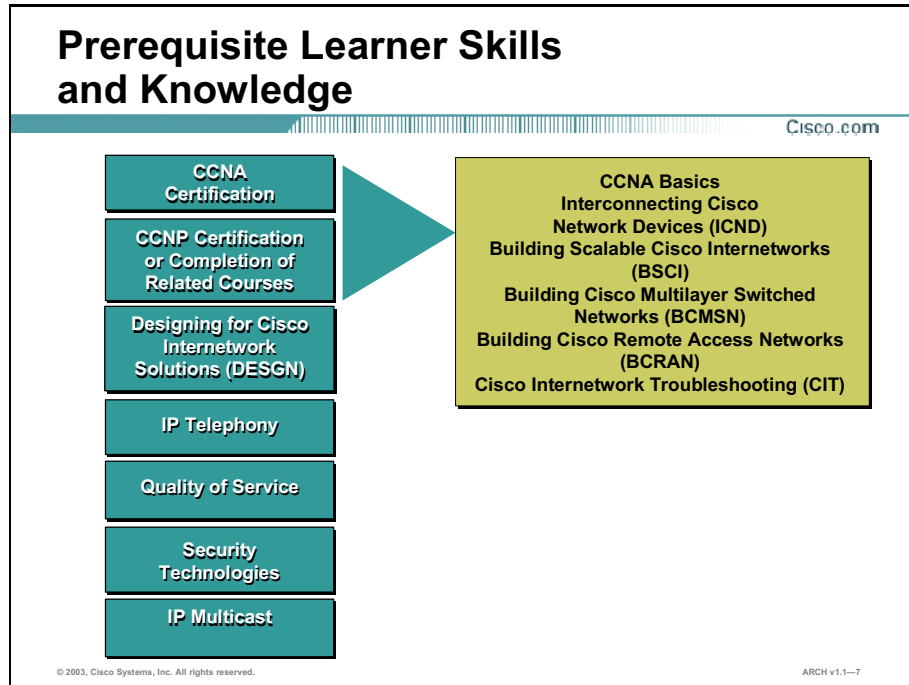 Prerequisite Learner Skills
and Knowledge
Cisco.com
CCNA
Certification
CCNP Certification
or Completion of
Related Courses
Designing for Cisco
Internetwork
Solutions (DESGN)
IP Telephony
Quality of Service
Security
Technologies
IP Multicast
CCNA Basics
Interconnecting Cisco
Network Devices (ICND)
Building Scalable Cisco Internetworks
(BSCI)
Building Cisco Multilayer Switched
Networks (BCMSN)
Building Cisco Remote Access Networks
(BCRAN)
Cisco Internetwork Troubleshooting (CIT)
© 2003, Cisco Systems, Inc. All rights reserved.
ARCH v1.1—7